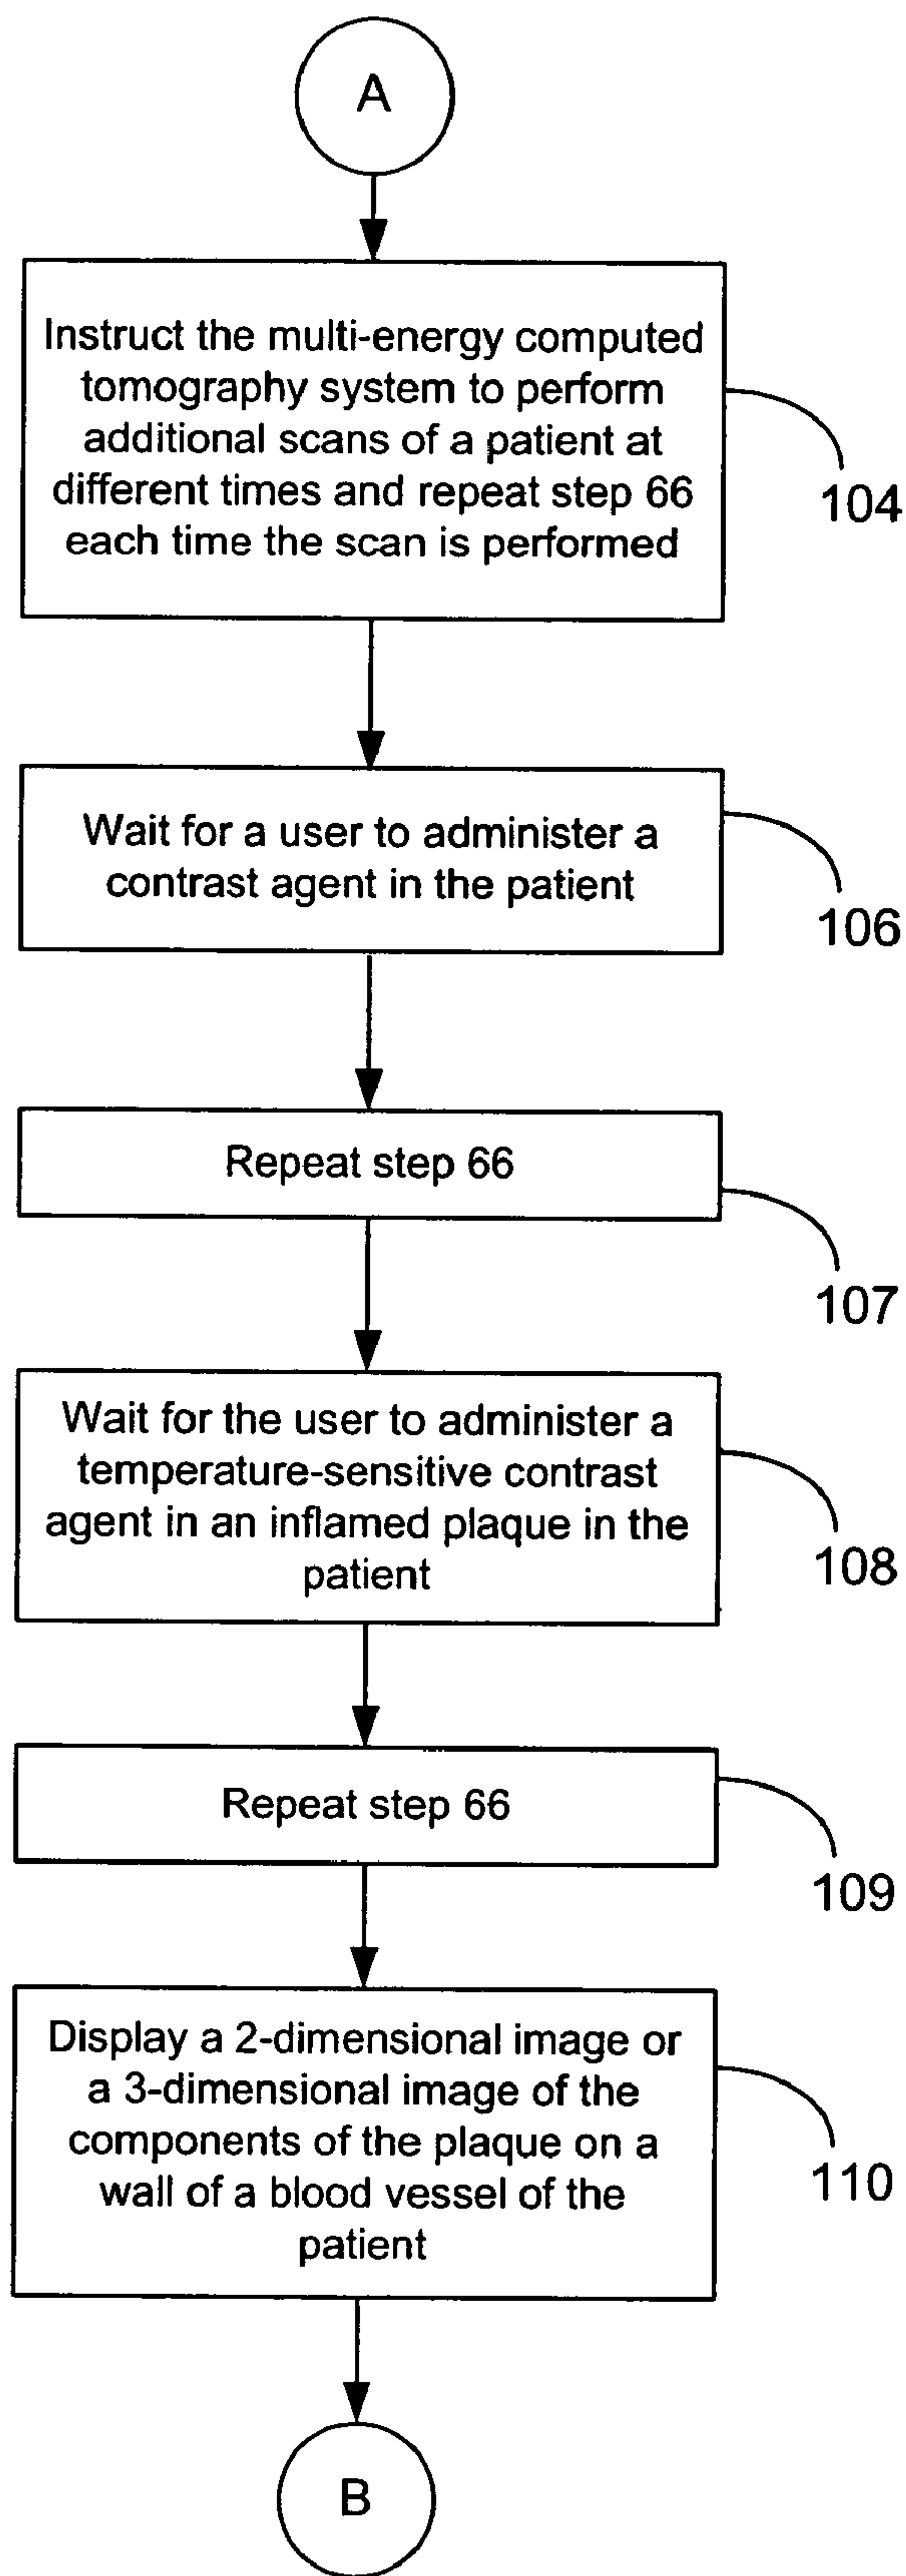 A
Instruct the multi-energy computed
tomography system to perform
additional scans of a patient at
different times and repeat step 66
each time the scan is performed
104
Wait for a user to administer a
contrast agent in the patient
106
Repeat step 66
107
Wait for the user to administer a
temperature-sensitive contrast
agent in an inflamed plaque in the
patient
108
Repeat step 66
109
Display a 2-dimensional image or
a 3-dimensional image of the
components of the plaque on a
wall of a blood vessel of the
patient
110
B